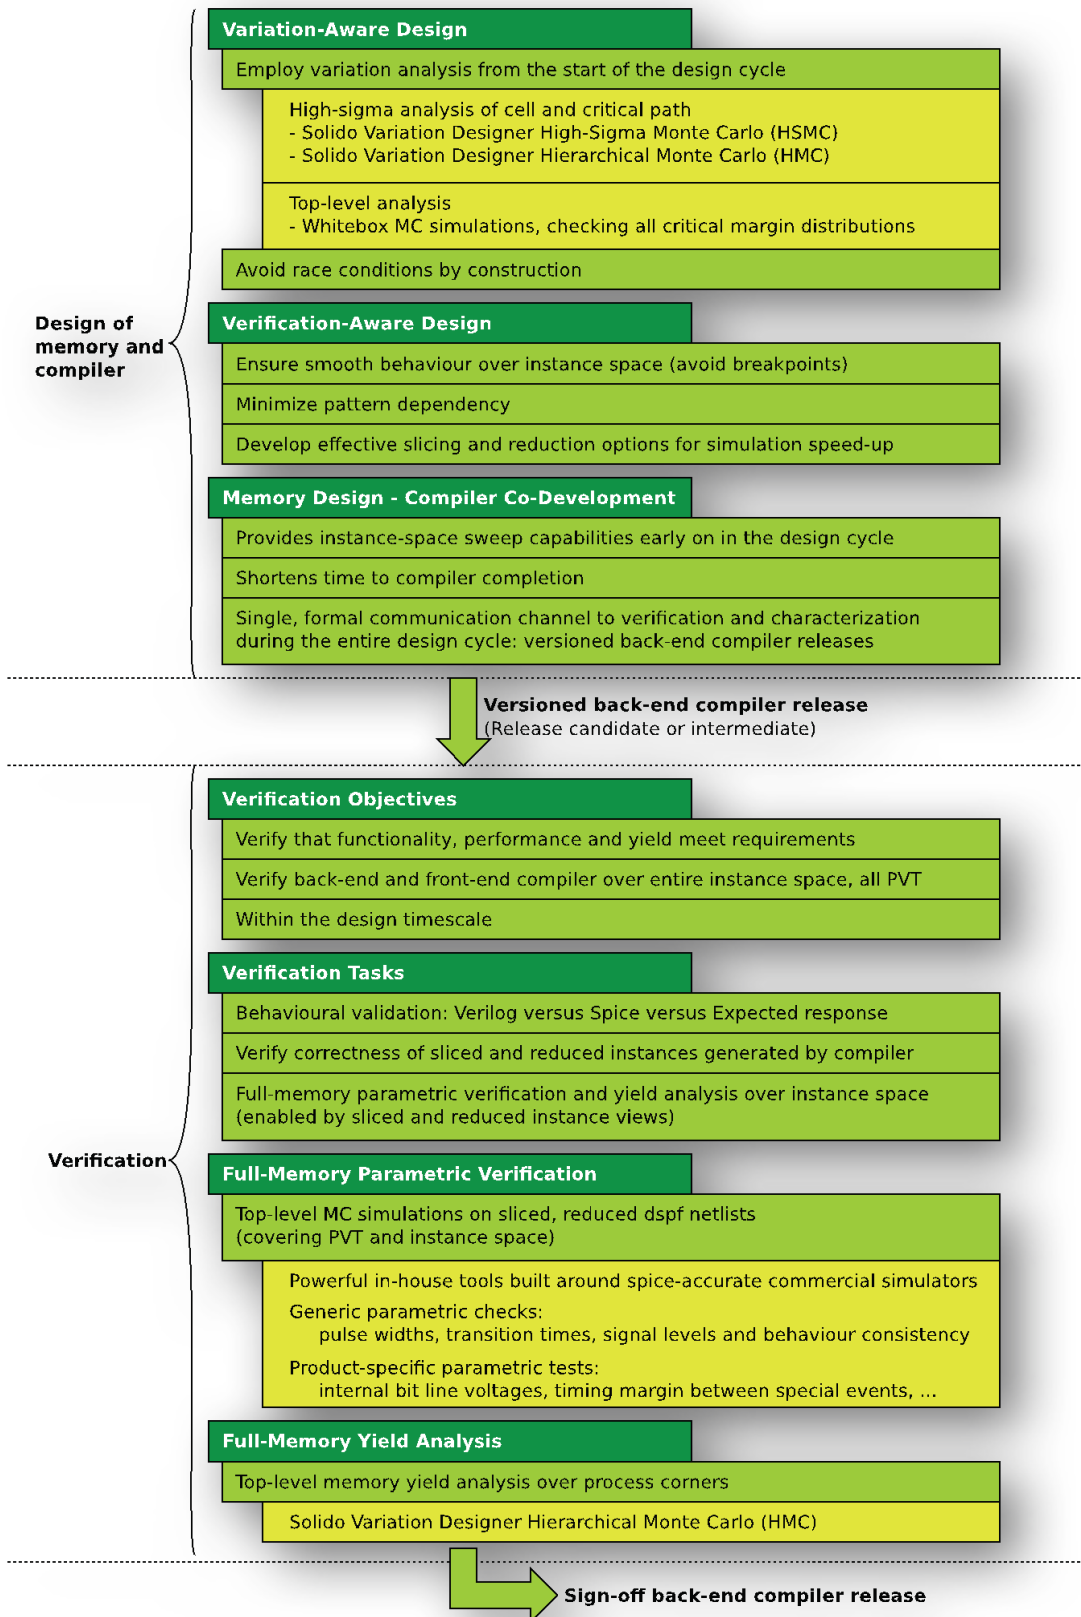 Variation-Aware Design
Employ variation analysis from the start of the design cycle
High-sigma analysis of cell and critical path
- Solido Variation Designer High-Sigma Monte Carlo (HSMC)
- Solido Variation Designer Hierarchical Monte Carlo (HMC)
Top-level analysis
- Whitebox MC simulations, checking all critical margin distributions
Avoid race conditions by construction
Design of
memory and
compiler
Verification-Aware Design
Ensure smooth behaviour over instance space (avoid breakpoints)
Minimize pattern dependency
Develop effective slicing and reduction options for simulation speed-up
Memory Design - Compiler Co-Development
Provides instance-space sweep capabilities early on in the design cycle
Shortens time to compiler completion
Single, formal communication channel to verification and characterization
during the entire design cycle: versioned back-end compiler releases
Versioned back-end compiler release
(Release candidate or intermediate)
Verification Objectives
Verify that functionality, performance and yield meet requirements
Verify back-end and front-end compiler over entire instance space, all PVT
Within the design timescale
Verification Tasks
Behavioural validation: Verilog versus Spice versus Expected response
Verify correctness of sliced and reduced instances generated by compiler
Full-memory parametric verification and yield analysis over instance space
(enabled by sliced and reduced instance views)
Verification
Full-Memory Parametric Verification
Top-level MC simulations on sliced, reduced dspf netlists
(covering PVT and instance space)
Powerful in-house tools built around spice-accurate commercial simulators
Generic parametric checks:
pulse widths, transition times, signal levels and behaviour consistency
Product-specific parametric tests:
internal bit line voltages, timing margin between special events, ...
Full-Memory Yield Analysis
Top-level memory yield analysis over process corners
Solido Variation Designer Hierarchical Monte Carlo (HMC)
Sign-off back-end compiler release